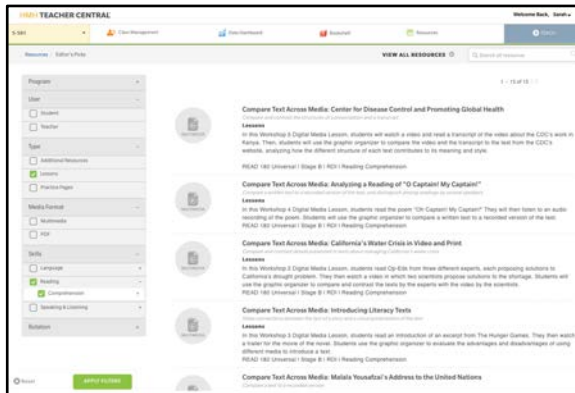 HMH TEACHER CENTRAL
Welcome Back, Sarah
Class Management
Data Dashboard
Bookshelf
Resources
Resources / Editor's Picks
VIEW ALL RESOURCES
Search all resources
Program
User
Student
Teacher
Type
Additional Resources
Lessons
Practice Pages
Media Format
Multimedia
PDF
Skills
Language
Reading
Comprehension
Speaking & Listening
Rotation
Reset
APPLY FILTERS
1 - 15 of 15
Compare Text Across Media: Center for Disease Control and Promoting Global Health
Lessons
In this Workshop 5 Digital Media Lesson, students will watch a video and read a transcript of the video about the CDC's work in
Kenya. Then, students will use the graphic organizer to compare the video and the transcript to the text from the CDC's
website, analyzing how the different structure of each text contributes to its meaning and style.
READ 180 Universal | Stage B | RDI | Reading Comprehension
Compare Text Across Media: Analyzing a Reading of "O Captain! My Captain!"
Lessons
In this Workshop 4 Digital Media Lesson, students read the poem "Oh Captain! My Captain!" They will then listen to an audio
recording of the poem. Students will use the graphic organizer to compare a written text to a recorded version of the text.
READ 180 Universal | Stage B | RDI | Reading Comprehension
Compare Text Across Media: California's Water Crisis in Video and Print
Lessons
In this Workshop 2 Digital Media Lesson, students read Op-Eds from three different experts, each proposing solutions to
California's drought problem. They then watch a video in which two scientists propose solutions to the shortage. Students will
use the graphic organizer to compare and contrast the texts by the experts with the video by the scientists.
READ 180 Universal | Stage B | RDI | Reading Comprehension
Compare Text Across Media: Introducing Literacy Texts
Lessons
In this Workshop 3 Digital Media Lesson, students read an introduction of an excerpt from The Hunger Games. They then watch
a trailer for the movie of the novel. Students use the graphic organizer to evaluate the advantages and disadvantages of using
different media to introduce a text.
READ 180 Universal | Stage B | RDI | Reading Comprehension
Compare Text Across Media: Malala Yousafzai's Address to the United Nations